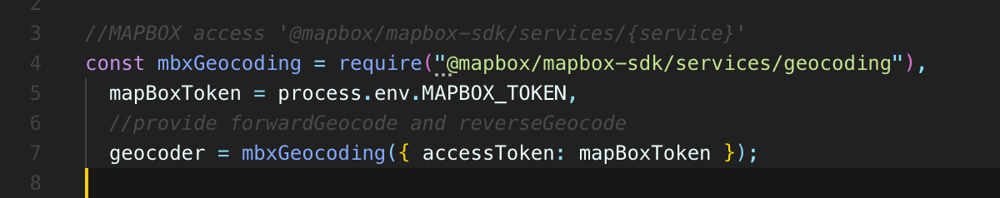 2
3 //MAPBOX access '@mapbox/mapbox-sdk/services/{service}'
4 const mbxGeocoding = require("@mapbox/mapbox-sdk/services/geocoding"),
5 mapBoxToken = process.env.MAPBOX_TOKEN,
6 //provide forwardGeocode and reverseGeocode
7 geocoder = mbxGeocoding({ accessToken: mapBoxToken });
8